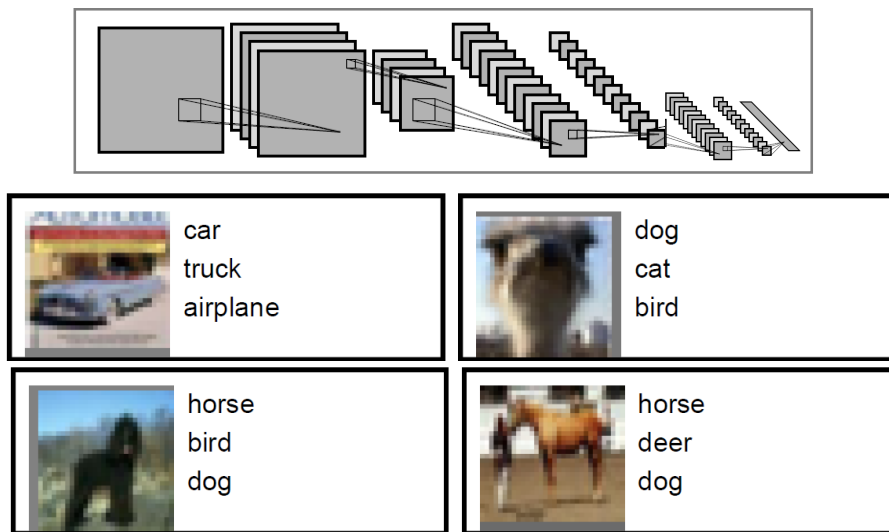 car
truck
airplane
dog
cat
bird
horse
bird
dog
horse
deer
dog